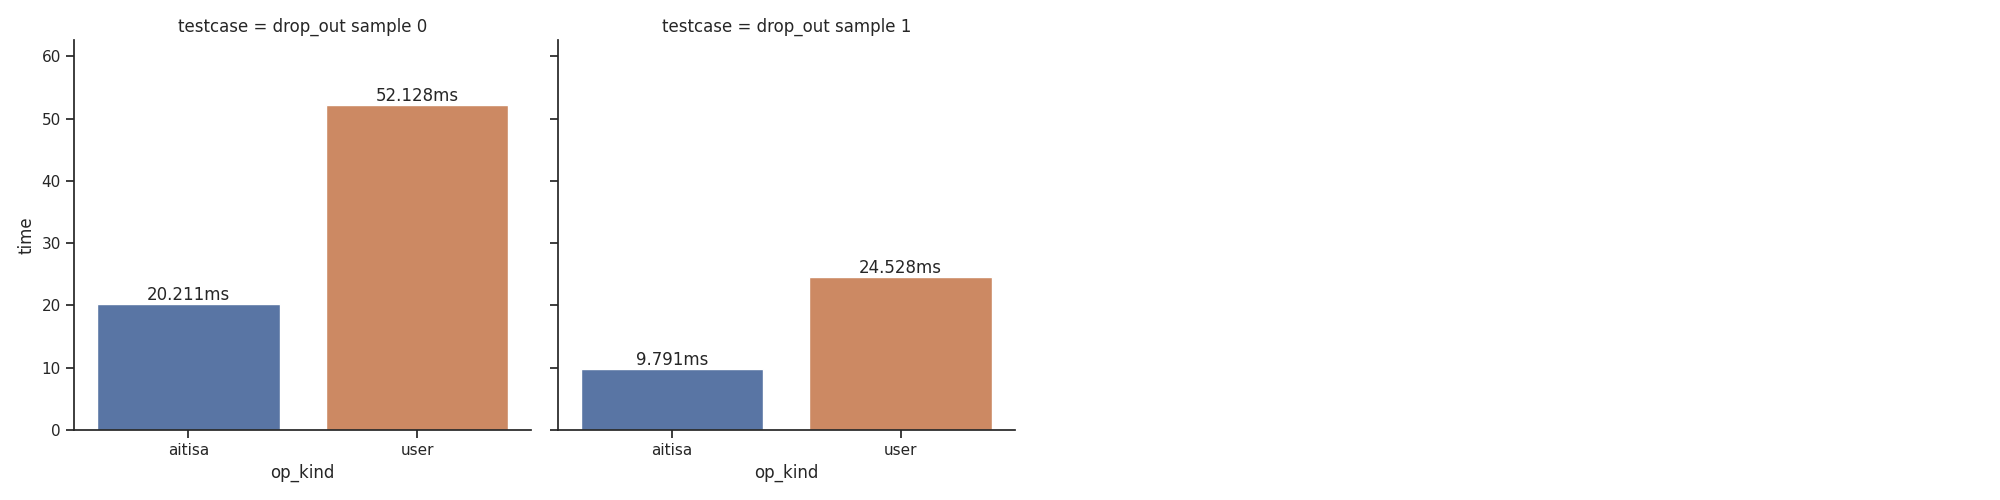 testcase = drop_out sample 0
testcase = drop_out sample 1
time
60
50
40
30
20
10
0
20.211ms
52.128ms
9.791ms
24.528ms
aitisa
user
aitisa
user
op_kind
op_kind